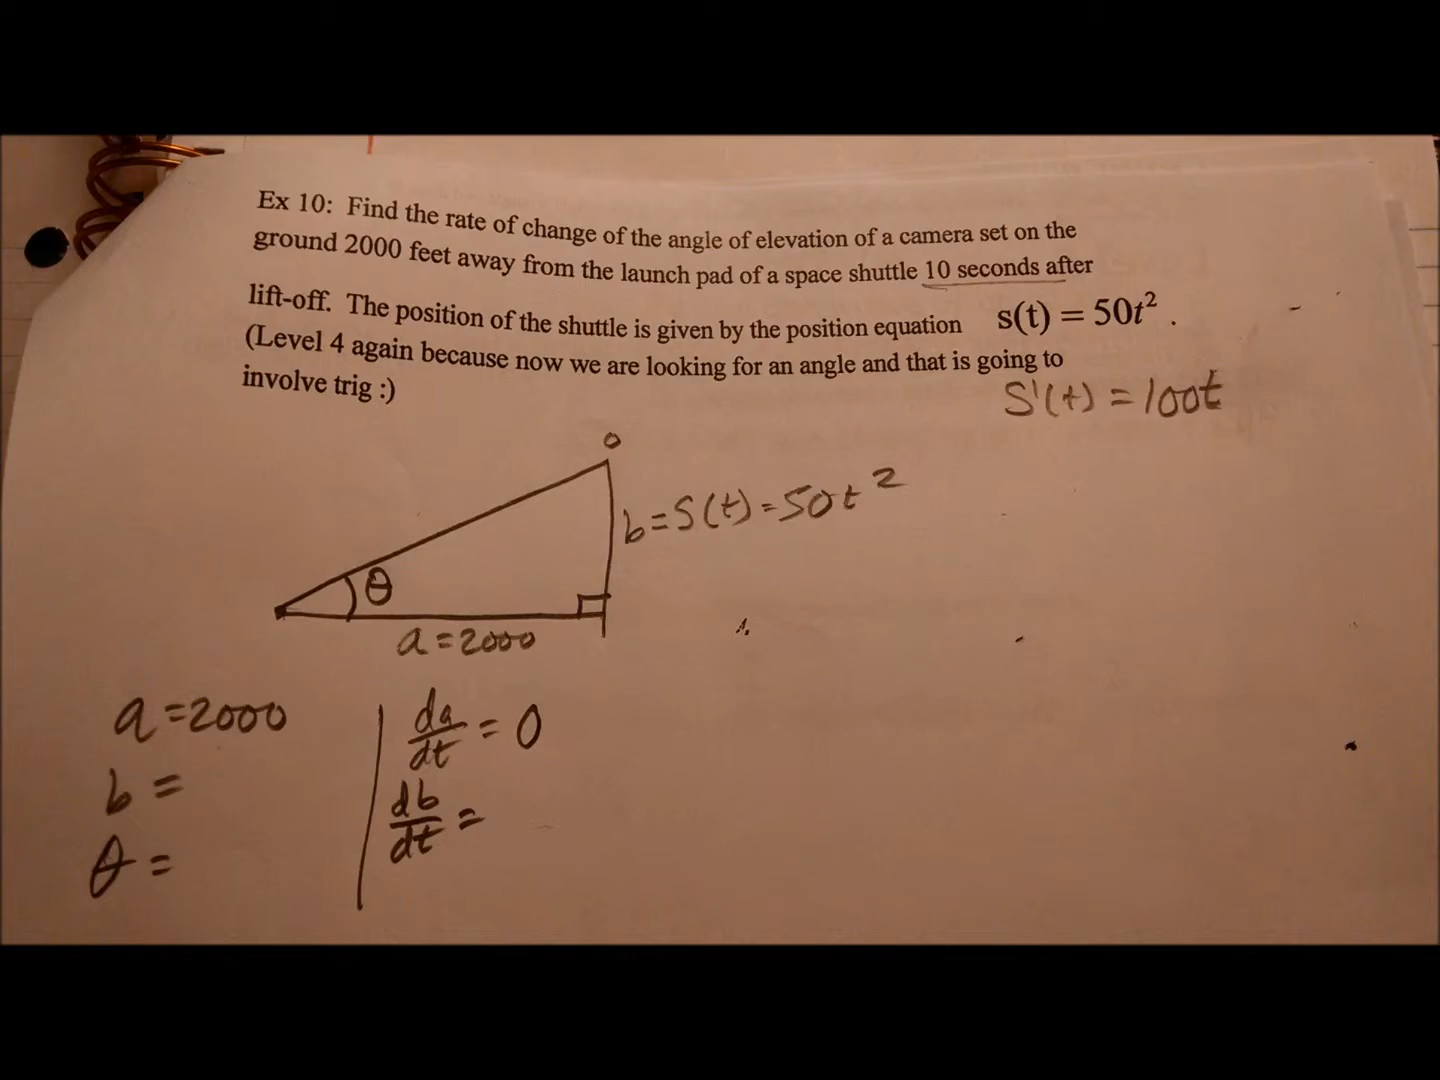 Ex 10: Find the rate of change of the angle of elevation of a camera set on the
ground 2000 feet away from the launch pad of a space shuttle 10 seconds after
lift-off. The position of the shuttle is given by the position equation s(t) = 50t² .
(Level 4 again because now we are looking for an angle and that is going to
involve trig :)
S'(t) = 100t
b = S(t) = 50t²
θ
a = 2000
a = 2000
b =
θ =
da/dt = 0
db/dt =